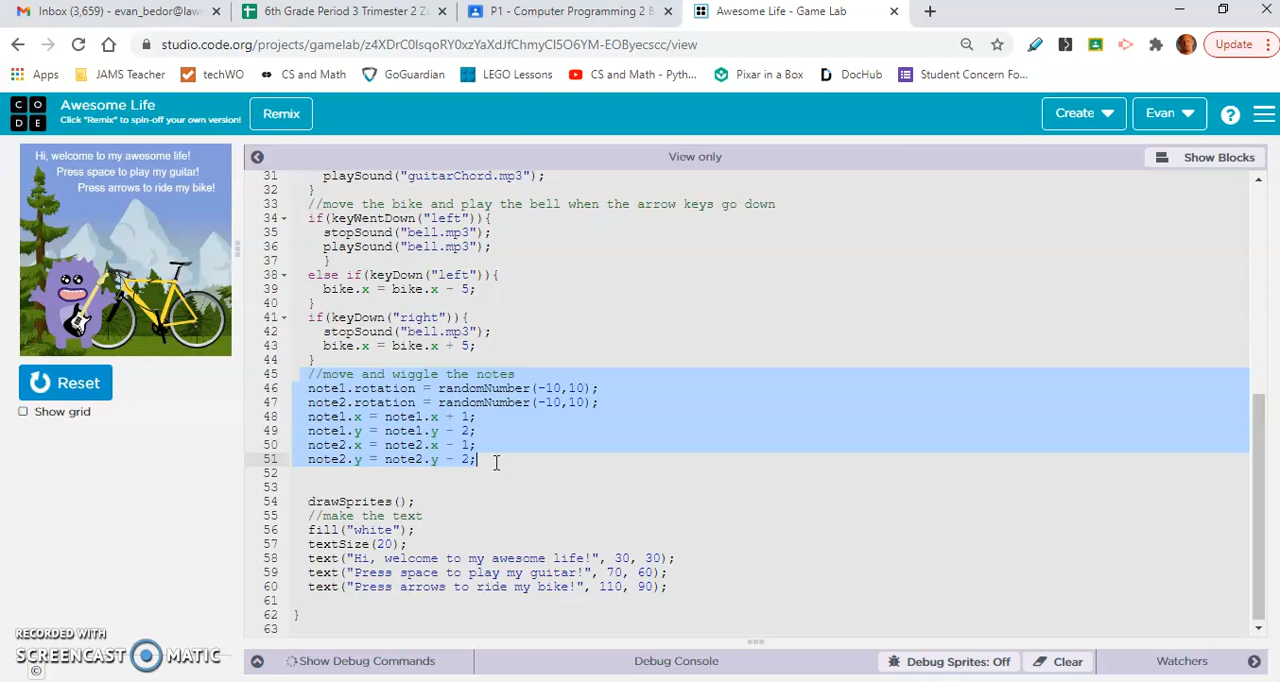 Inbox (3,659) - evan_bedor@law
6th Grade Period 3 Trimester 2 Z
P1 - Computer Programming 2 B
Awesome Life - Game Lab
studio.code.org/projects/gamelab/z4XDrC0IsqoRY0xzYaXdJfChmyCI5O6YM-EOByecscc/view
Update
Apps JAMS Teacher techWO CS and Math GoGuardian LEGO Lessons CS and Math - Pyth... Pixar in a Box DocHub Student Concern Fo...
C O D E
Awesome Life
Click "Remix" to spin-off your own version!
Remix
Create
Evan
?
Hi, welcome to my awesome life!
Press space to play my guitar!
Press arrows to ride my bike!
Reset
Show grid
View only
Show Blocks
31 playSound("guitarChord.mp3");
32 }
33 //move the bike and play the bell when the arrow keys go down
34 if(keyWentDown("left")){
35 stopSound("bell.mp3");
36 playSound("bell.mp3");
37 }
38 else if(keyDown("left")){
39 bike.x = bike.x - 5;
40 }
41 if(keyDown("right")){
42 stopSound("bell.mp3");
43 bike.x = bike.x + 5;
44 }
45 //move and wiggle the notes
46 note1.rotation = randomNumber(-10,10);
47 note2.rotation = randomNumber(-10,10);
48 note1.x = note1.x + 1;
49 note1.y = note1.y - 2;
50 note2.x = note2.x - 1;
51 note2.y = note2.y - 2;
52
53
54 drawSprites();
55 //make the text
56 fill("white");
57 textSize(20);
58 text("Hi, welcome to my awesome life!", 30, 30);
59 text("Press space to play my guitar!", 70, 60);
60 text("Press arrows to ride my bike!", 110, 90);
61
62 }
63
RECORDED WITH
SCREENCAST MATIC
©
Show Debug Commands
Debug Console
Debug Sprites: Off
Clear
Watchers